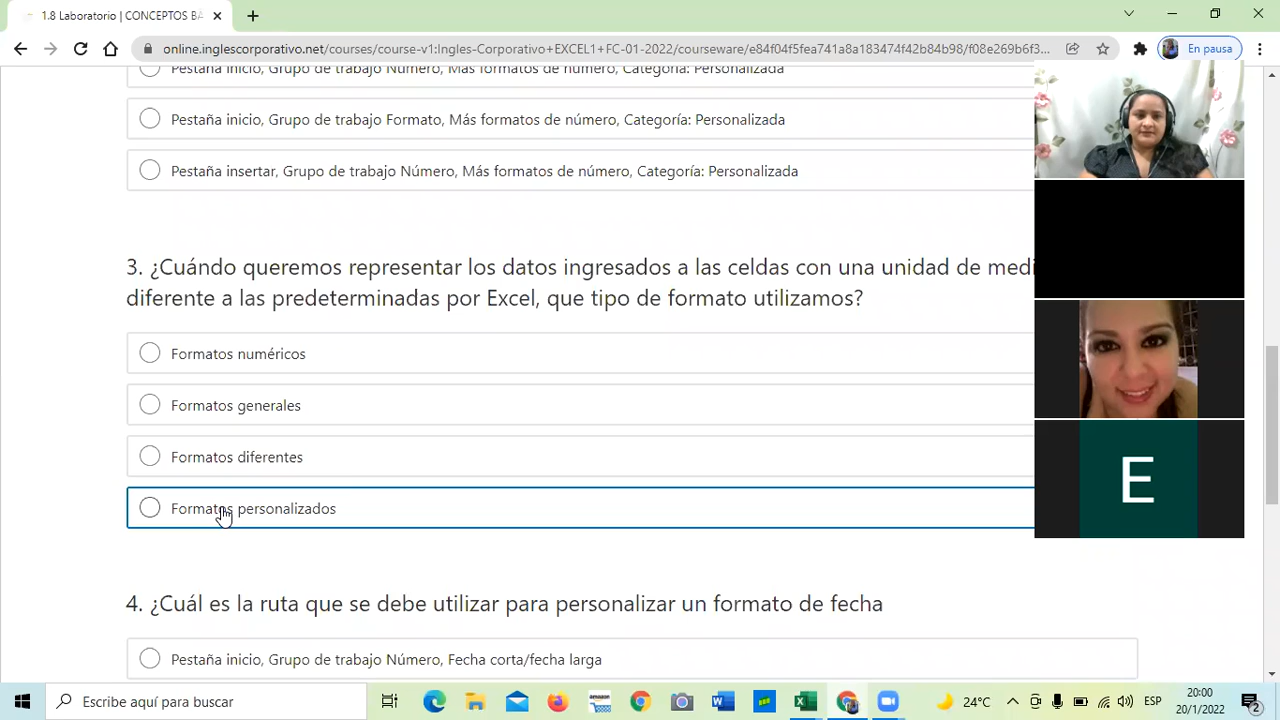 1.8 Laboratorio | CONCEPTOS BÁ
online.inglescorporativo.net/courses/course-v1:Ingles-Corporativo+EXCEL1+FC-01-2022/courseware/e84f04f5fea741a8a183474f42b84b98/f08e269b6f3...
En pausa
Pestaña inicio, Grupo de trabajo Número, Más formatos de número, Categoría: Personalizada
Pestaña inicio, Grupo de trabajo Formato, Más formatos de número, Categoría: Personalizada
Pestaña insertar, Grupo de trabajo Número, Más formatos de número, Categoría: Personalizada
3. ¿Cuándo queremos representar los datos ingresados a las celdas con una unidad de medi
diferente a las predeterminadas por Excel, que tipo de formato utilizamos?
Formatos numéricos
Formatos generales
Formatos diferentes
Formatos personalizados
E
4. ¿Cuál es la ruta que se debe utilizar para personalizar un formato de fecha
Pestaña inicio, Grupo de trabajo Número, Fecha corta/fecha larga
Escribe aquí para buscar
amazon
24°C
ESP
20:00
20/1/2022
2